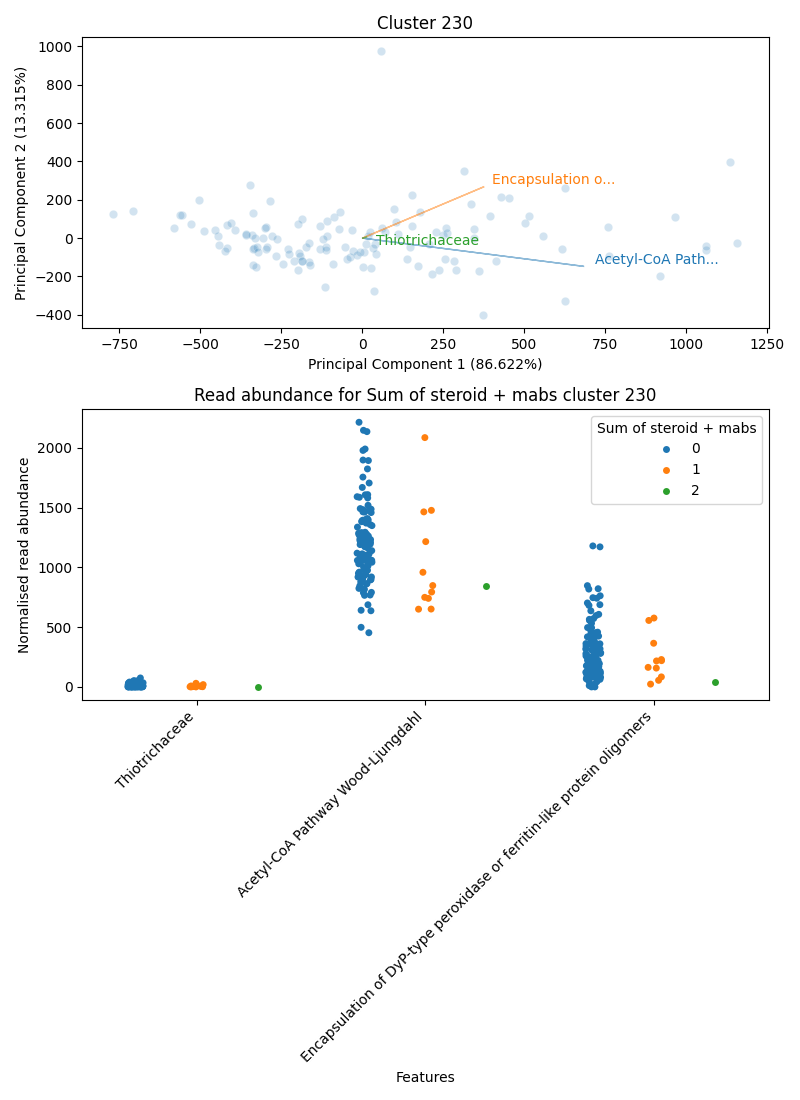 Cluster 230
1000
800
600
400
200
0
−200
−400
Principal Component 2 (13.315%)
Encapsulation o...
Thiotrichaceae
Acetyl-CoA Path...
−750 −500 −250 0 250 500 750 1000 1250
Principal Component 1 (86.622%)
Read abundance for Sum of steroid + mabs cluster 230
Sum of steroid + mabs
0
1
2
2000
1500
1000
500
0
Normalised read abundance
Thiotrichaceae
Acetyl-CoA Pathway Wood-Ljungdahl
Encapsulation of DyP-type peroxidase or ferritin-like protein oligomers
Features